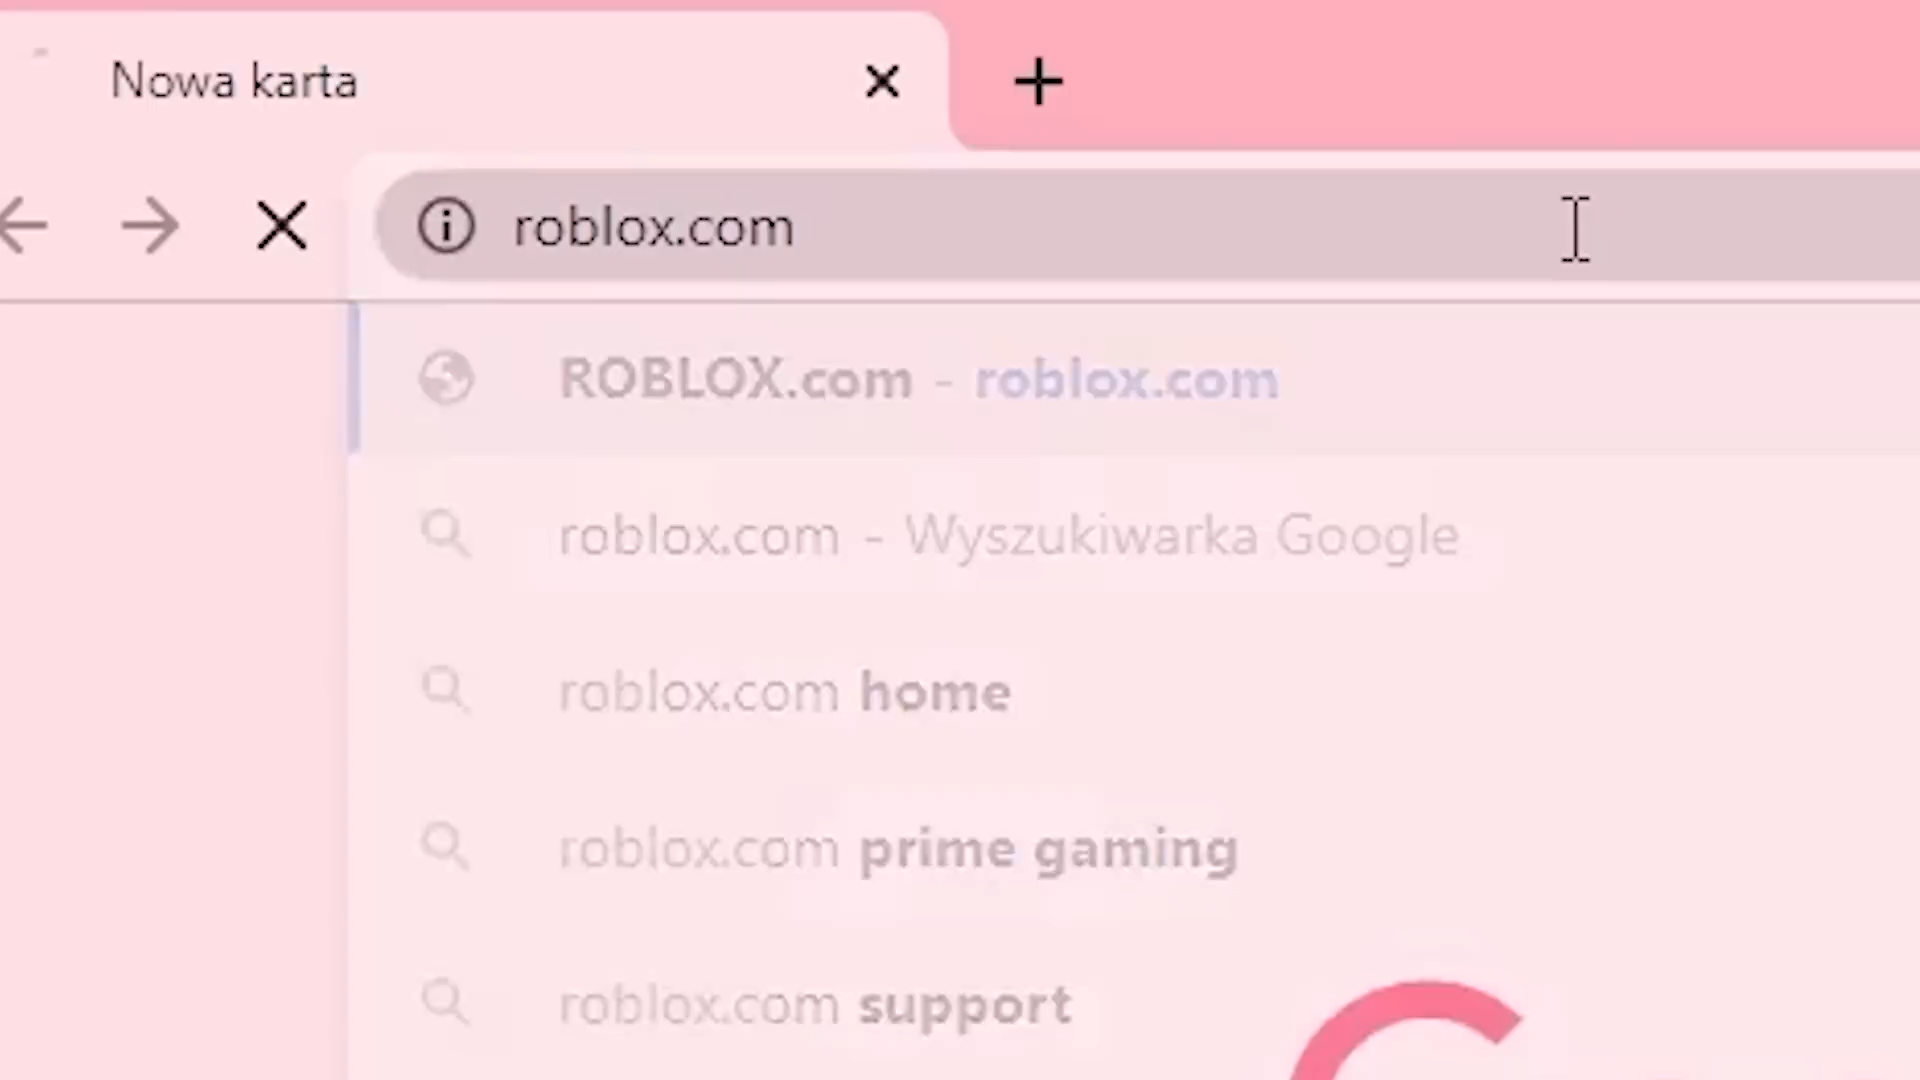 Nowa karta
roblox.com
ROBLOX.com - roblox.com
roblox.com - Wyszukiwarka Google
roblox.com home
roblox.com prime gaming
roblox.com support